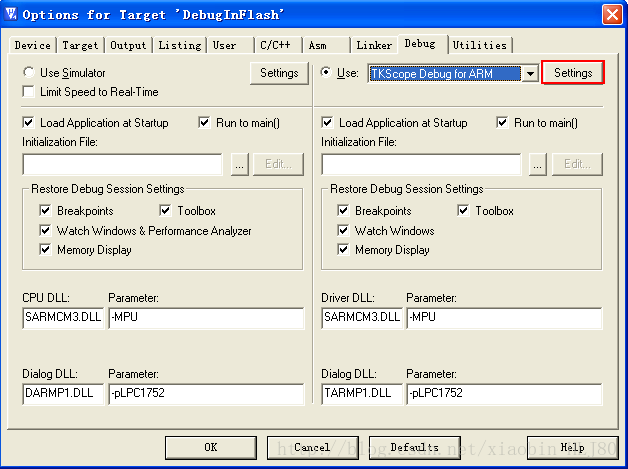 Options for Target 'DebugInFlash'
Device Target Output Listing User C/C++ Asm Linker Debug Utilities
Use Simulator Settings
Limit Speed to Real-Time
Use: TKScope Debug for ARM Settings
Load Application at Startup Run to main()
Initialization File:
... Edit...
Restore Debug Session Settings
Breakpoints Toolbox
Watch Windows & Performance Analyzer
Memory Display
CPU DLL: Parameter:
SARMCM3.DLL -MPU
Dialog DLL: Parameter:
DARMP1.DLL -pLPC1752
Load Application at Startup Run to main()
Initialization File:
... Edit...
Restore Debug Session Settings
Breakpoints Toolbox
Watch Windows
Memory Display
Driver DLL: Parameter:
SARMCM3.DLL -MPU
Dialog DLL: Parameter:
TARMP1.DLL -pLPC1752
OK Cancel Defaults Help